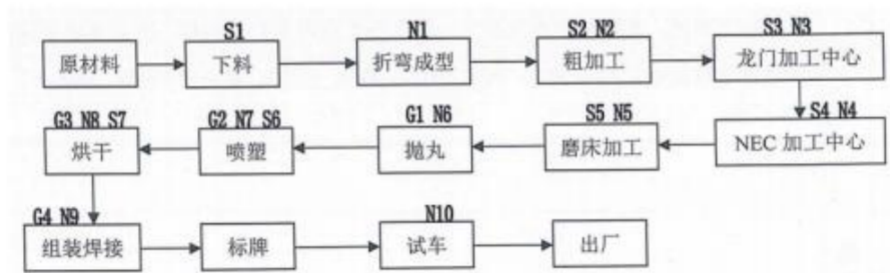 S1 N1 S2 N2 S3 N3
原材料 下料 折弯成型 粗加工 龙门加工中心
G3 N8 S7 G2 N7 S6 G1 N6 S5 N5 S4 N4
烘干 喷塑 抛丸 磨床加工 NEC 加工中心
G4 N9 N10
组装焊接 标牌 试车 出厂